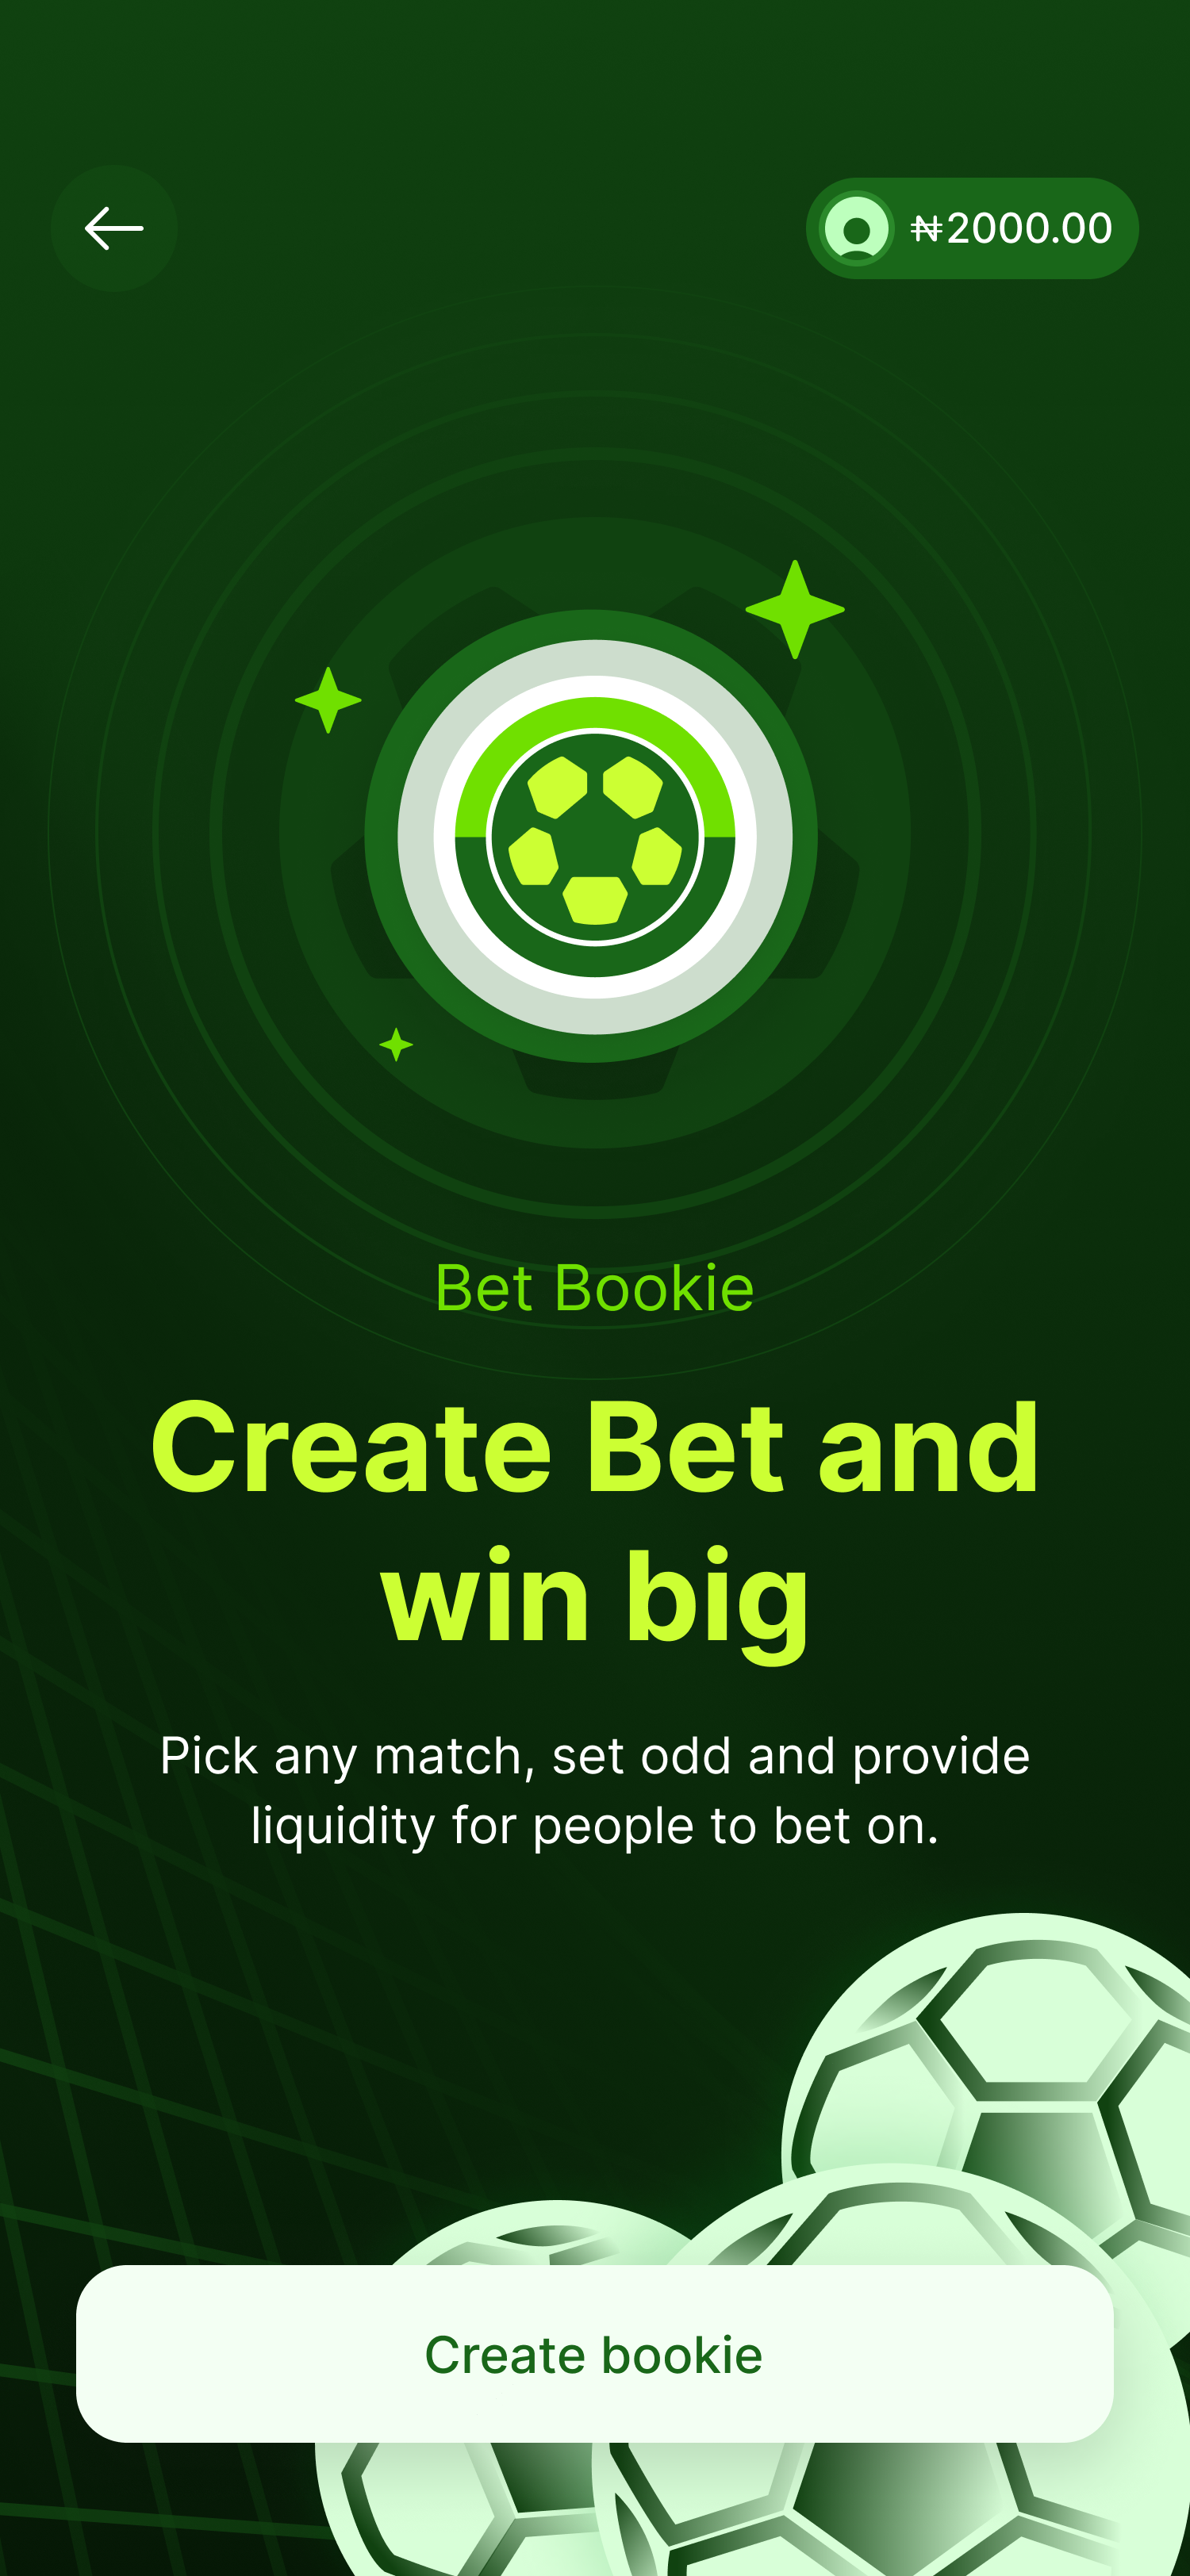 ₦2000.00
Bet Bookie
Create Bet and
win big
Pick any match, set odd and provide
liquidity for people to bet on.
Create bookie